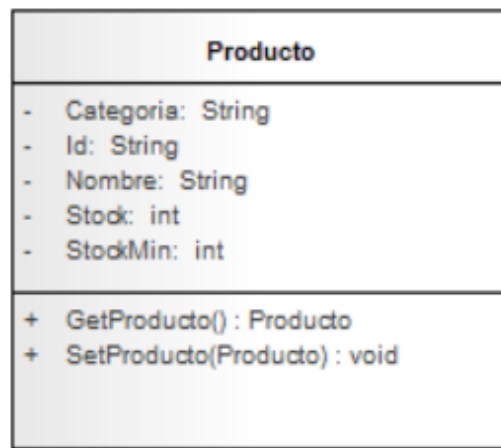 Producto
- Categoria: String
- Id: String
- Nombre: String
- Stock: int
- StockMin: int
+ GetProducto() : Producto
+ SetProducto(Producto) : void